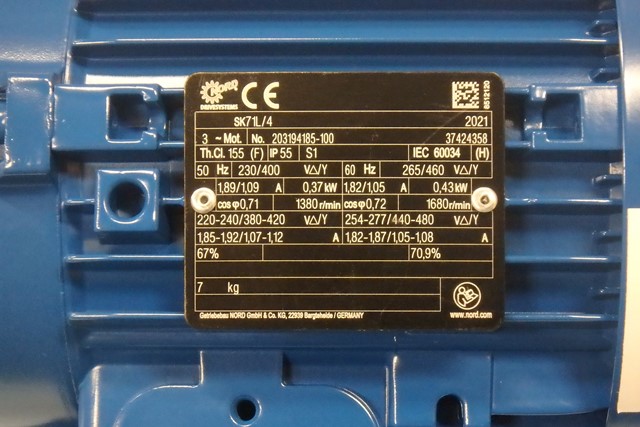 NORD
DRIVESYSTEMS CE 6512120
SK71L/4 2021
3 ~Mot. No. 203194185-100 37424358
Th.Cl. 155 (F) IP 55 S1 IEC 60034 (H)
50 Hz 230/400 V△/Y 60 Hz 265/460 V△/Y
1,89/1,09 A 0,37 kW 1,82/1,05 A 0,43 kW
cos φ 0,71 1380 r/min cos φ 0,72 1680 r/min
220-240/380-420 V△/Y 254-277/440-480 V△/Y
1,85-1,92/1,07-1,12 A 1,82-1,87/1,05-1,08 A
67% 70,9%
7 kg
Getriebebau NORD GmbH & Co. KG, 22939 Bargteheide / GERMANY www.nord.com